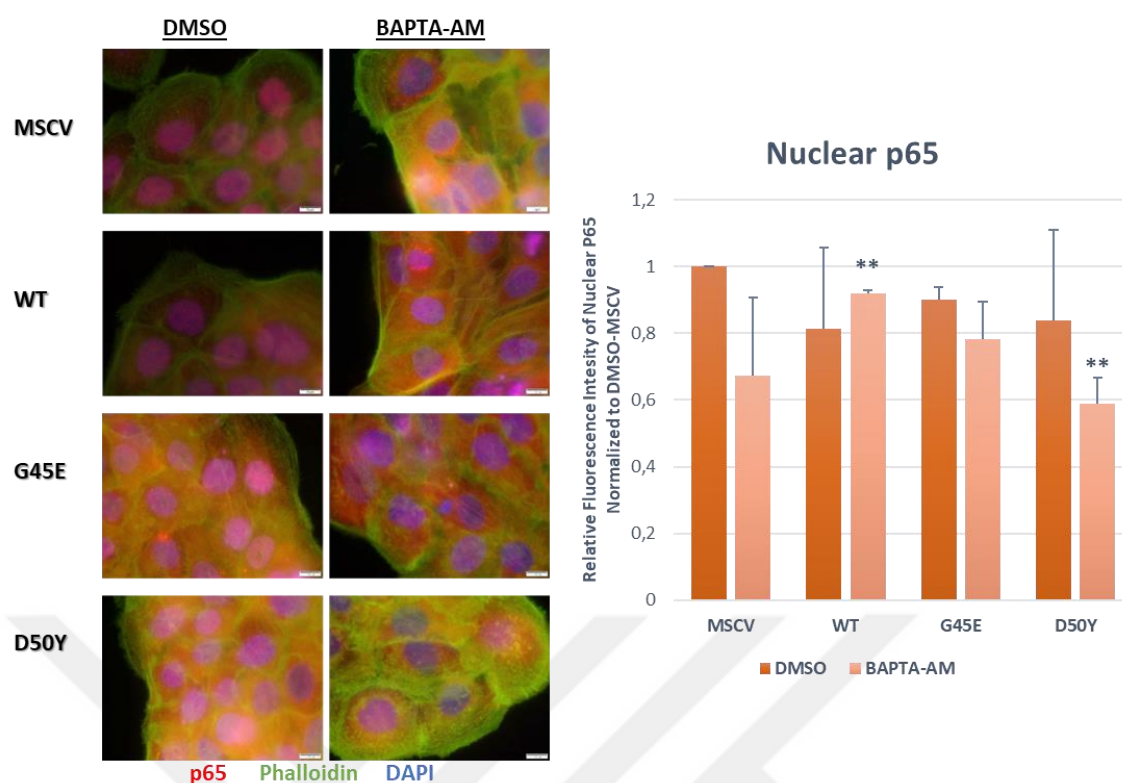 DMSO BAPTA-AM
MSCV
WT
G45E
D50Y
p65 Phalloidin DAPI
Nuclear p65
Relative Fluorescence Intesity of Nuclear P65
Normalized to DMSO-MSCV
1,2
1
0,8
0,6
0,4
0,2
0
**
**
MSCV WT G45E D50Y
DMSO BAPTA-AM